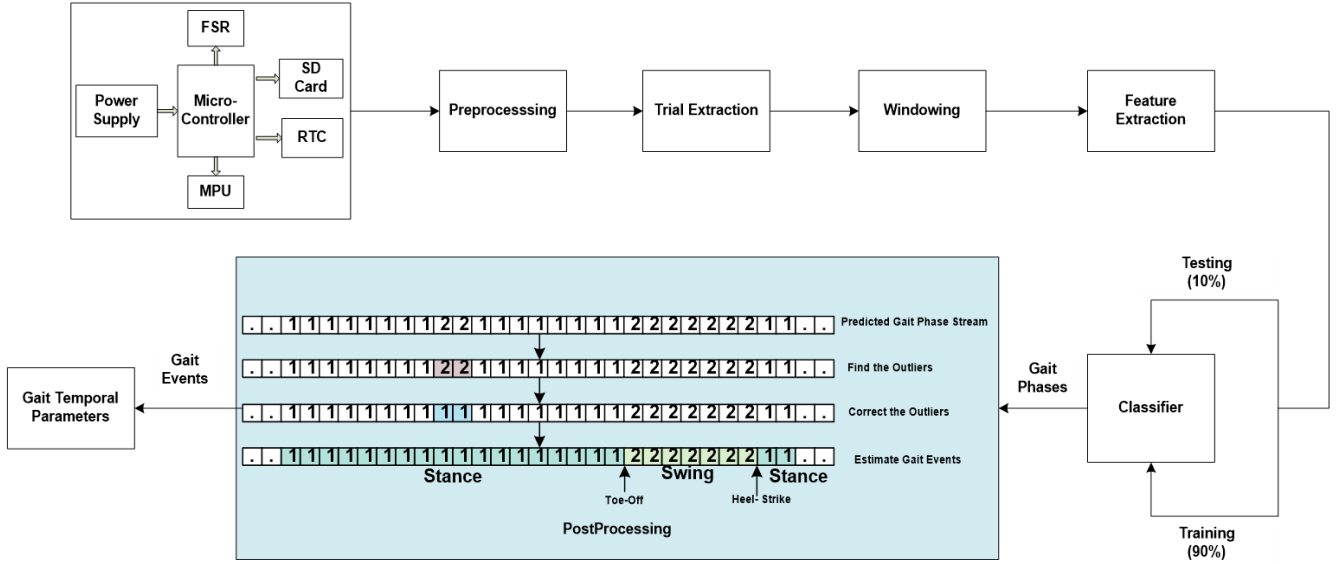 FSR
SD
Card
Power
Supply
Micro-
Controller
RTC
MPU
Preprocesssing
Trial Extraction
Windowing
Feature
Extraction
Testing
(10%)
Classifier
Training
(90%)
Gait
Phases
. . 1 1 1 1 1 1 1 1 2 2 1 1 1 1 1 1 1 1 2 2 2 2 2 2 2 1 1 . . Predicted Gait Phase Stream
. . 1 1 1 1 1 1 1 1 2 2 1 1 1 1 1 1 1 1 2 2 2 2 2 2 2 1 1 . . Find the Outliers
. . 1 1 1 1 1 1 1 1 1 1 1 1 1 1 1 1 1 1 2 2 2 2 2 2 2 1 1 . . Correct the Outliers
. . 1 1 1 1 1 1 1 1 1 1 1 1 1 1 1 1 1 1 2 2 2 2 2 2 2 1 1 . . Estimate Gait Events
Stance Swing Stance
Toe-Off Heel- Strike
PostProcessing
Gait
Events
Gait Temporal
Parameters